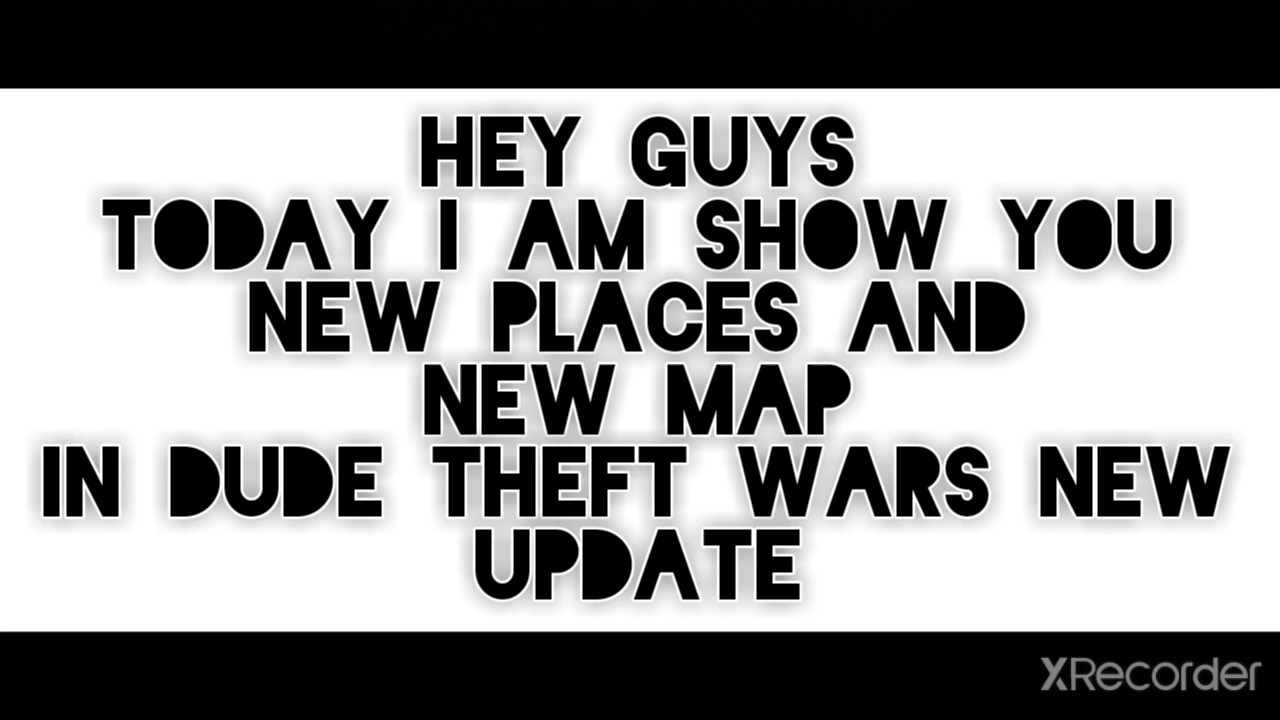 HEY GUYS
TODAY I AM SHOW YOU
NEW PLACES AND
NEW MAP
IN DUDE THEFT WARS NEW
UPDATE
XRecorder